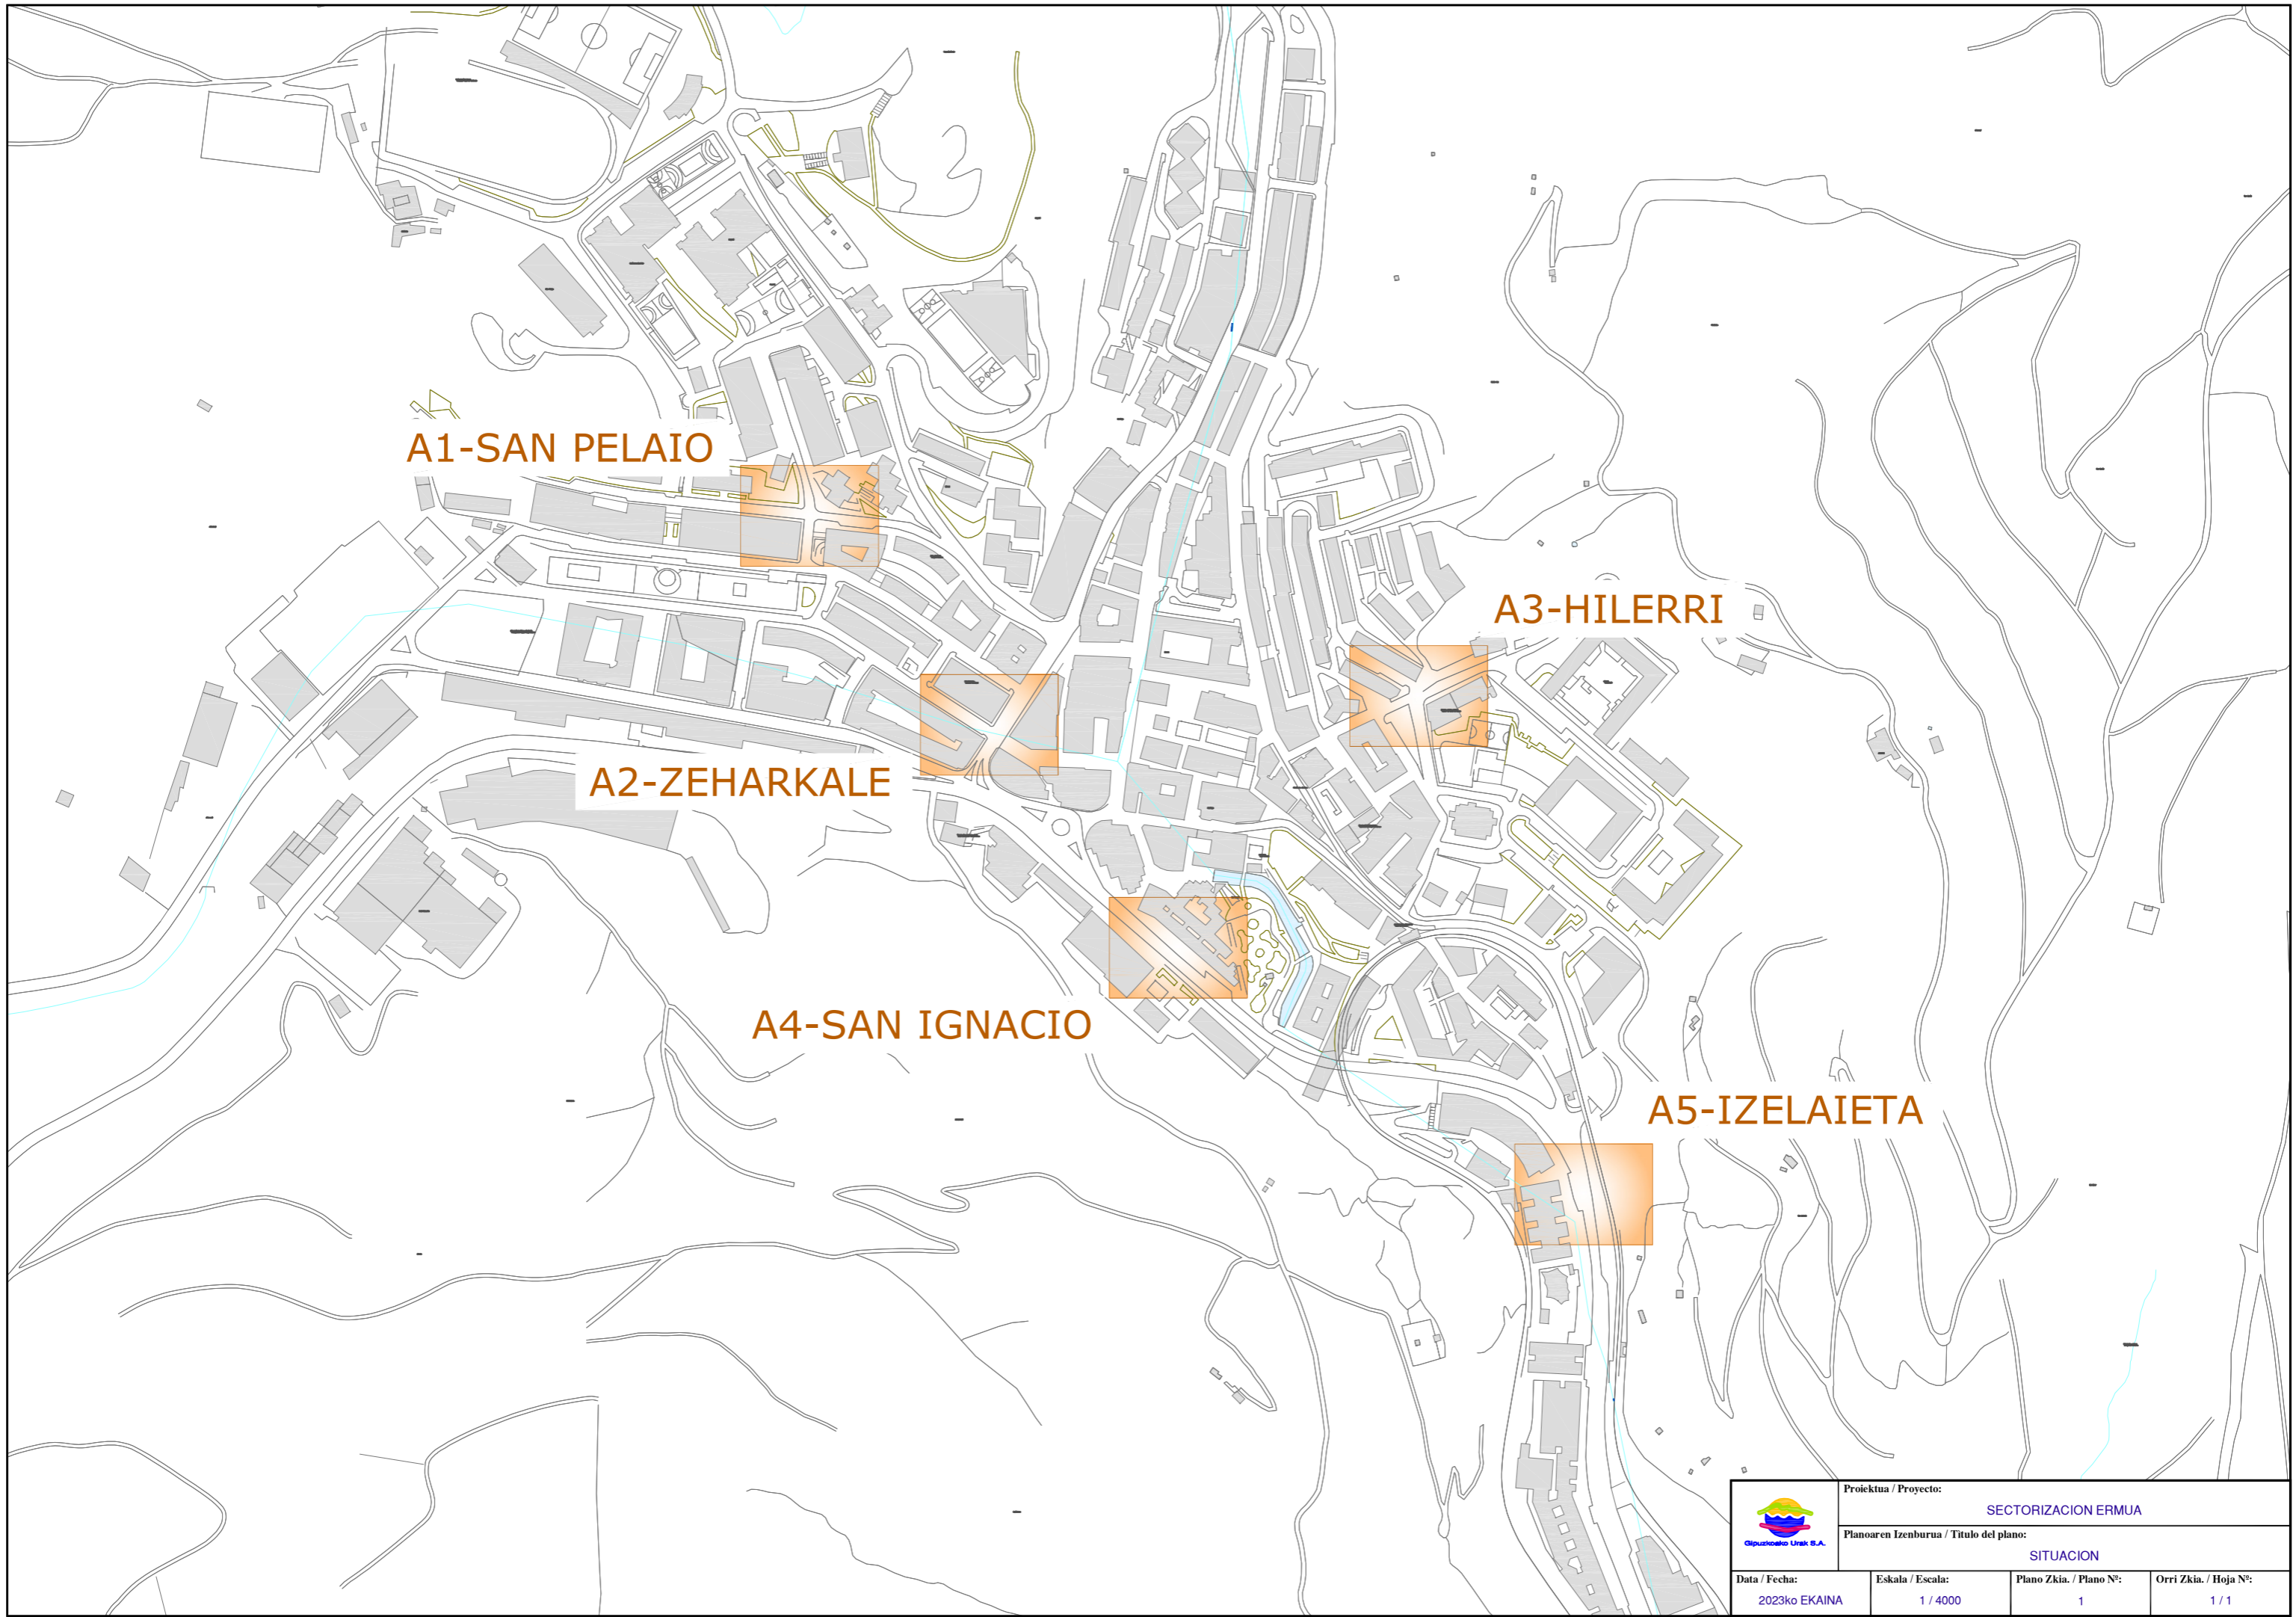 A1-SAN PELAIO
A3-HILERRI
A2-ZEHARKALE
A4-SAN IGNACIO
A5-IZELAIETA
Gipuzkoako Urak S.A.
Proiektua / Proyecto:
SECTORIZACION ERMUA
Planoaren Izenburua / Titulo del plano:
SITUACION
Data / Fecha:
2023ko EKAINA
Eskala / Escala:
1 / 4000
Plano Zkia. / Plano Nº:
1
Orri Zkia. / Hoja Nº:
1 / 1